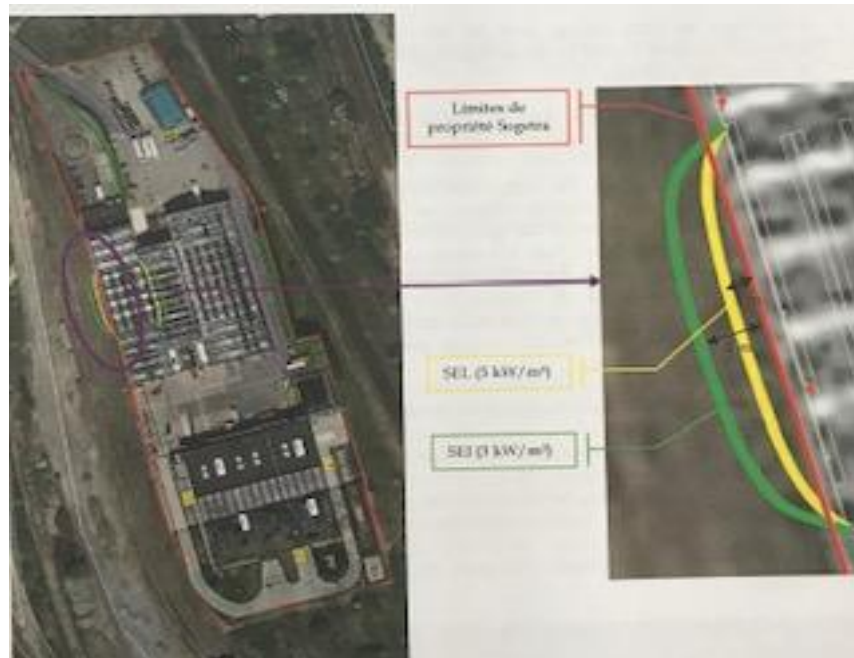 Limites de
propriété Sogetra
SEL (5 kW/m²)
SEI (3 kW/m²)